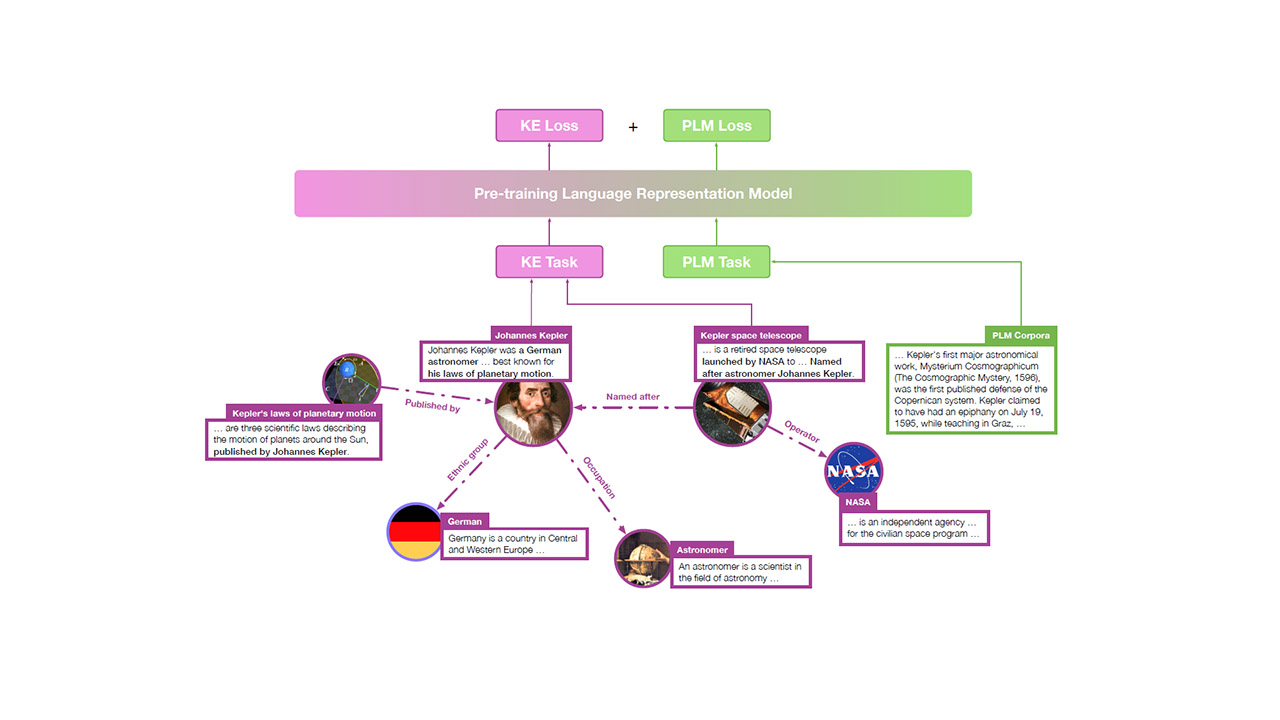 KE Loss
+
PLM Loss
Pre-training Language Representation Model
KE Task
PLM Task
Johannes Kepler
Johannes Kepler was a German
astronomer … best known for
his laws of planetary motion.
Kepler space telescope
… is a retired space telescope
launched by NASA to … Named
after astronomer Johannes Kepler.
PLM Corpora
… Kepler's first major astronomical
work, Mysterium Cosmographicum
(The Cosmographic Mystery, 1596),
was the first published defense of the
Copernican system. Kepler claimed
to have had an epiphany on July 19,
1595, while teaching in Graz, …
Published by
Named after
Kepler's laws of planetary motion
… are three scientific laws describing
the motion of planets around the Sun,
published by Johannes Kepler.
Ethnic group
Occupation
Operator
NASA
NASA
… is an independent agency …
for the civilian space program …
German
Germany is a country in Central
and Western Europe …
Astronomer
An astronomer is a scientist in
the field of astronomy …